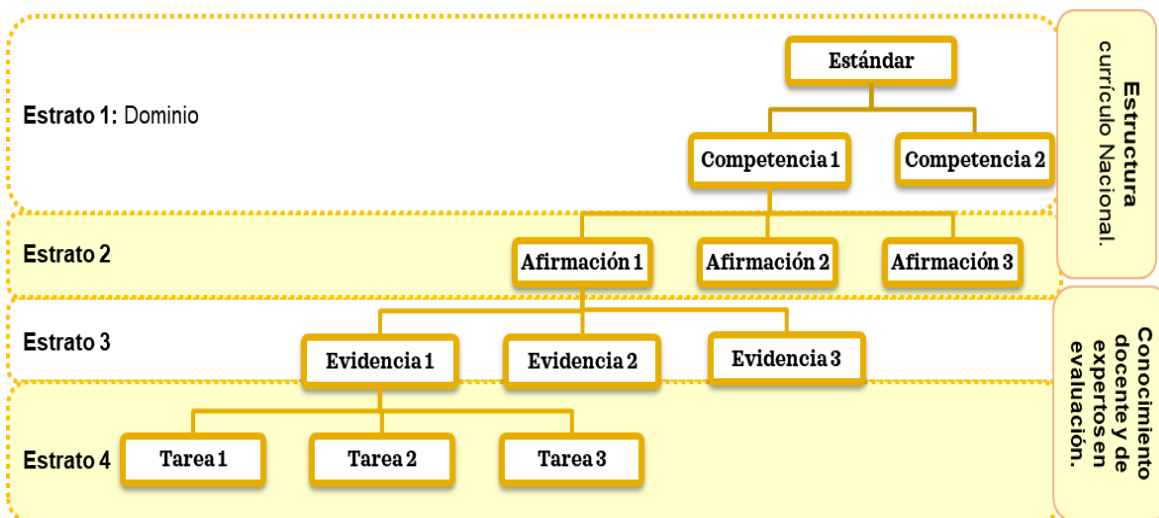 Estándar
Estrato 1: Dominio
Competencia 1
Competencia 2
Estrato 2
Afirmación 1
Afirmación 2
Afirmación 3
Estrato 3
Evidencia 1
Evidencia 2
Evidencia 3
Estrato 4
Tarea 1
Tarea 2
Tarea 3
Estructura
currículo Nacional.
Conocimiento
docente y de
expertos en
evaluación.